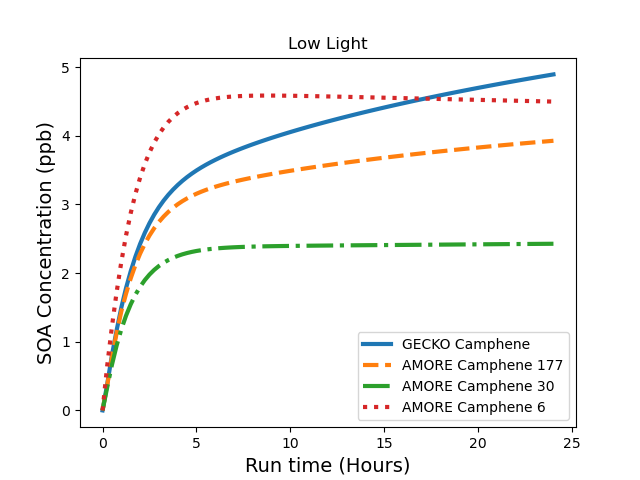 Low Light
SOA Concentration (ppb)
5
4
3
2
1
0
GECKO Camphene
AMORE Camphene 177
AMORE Camphene 30
AMORE Camphene 6
0 5 10 15 20 25
Run time (Hours)